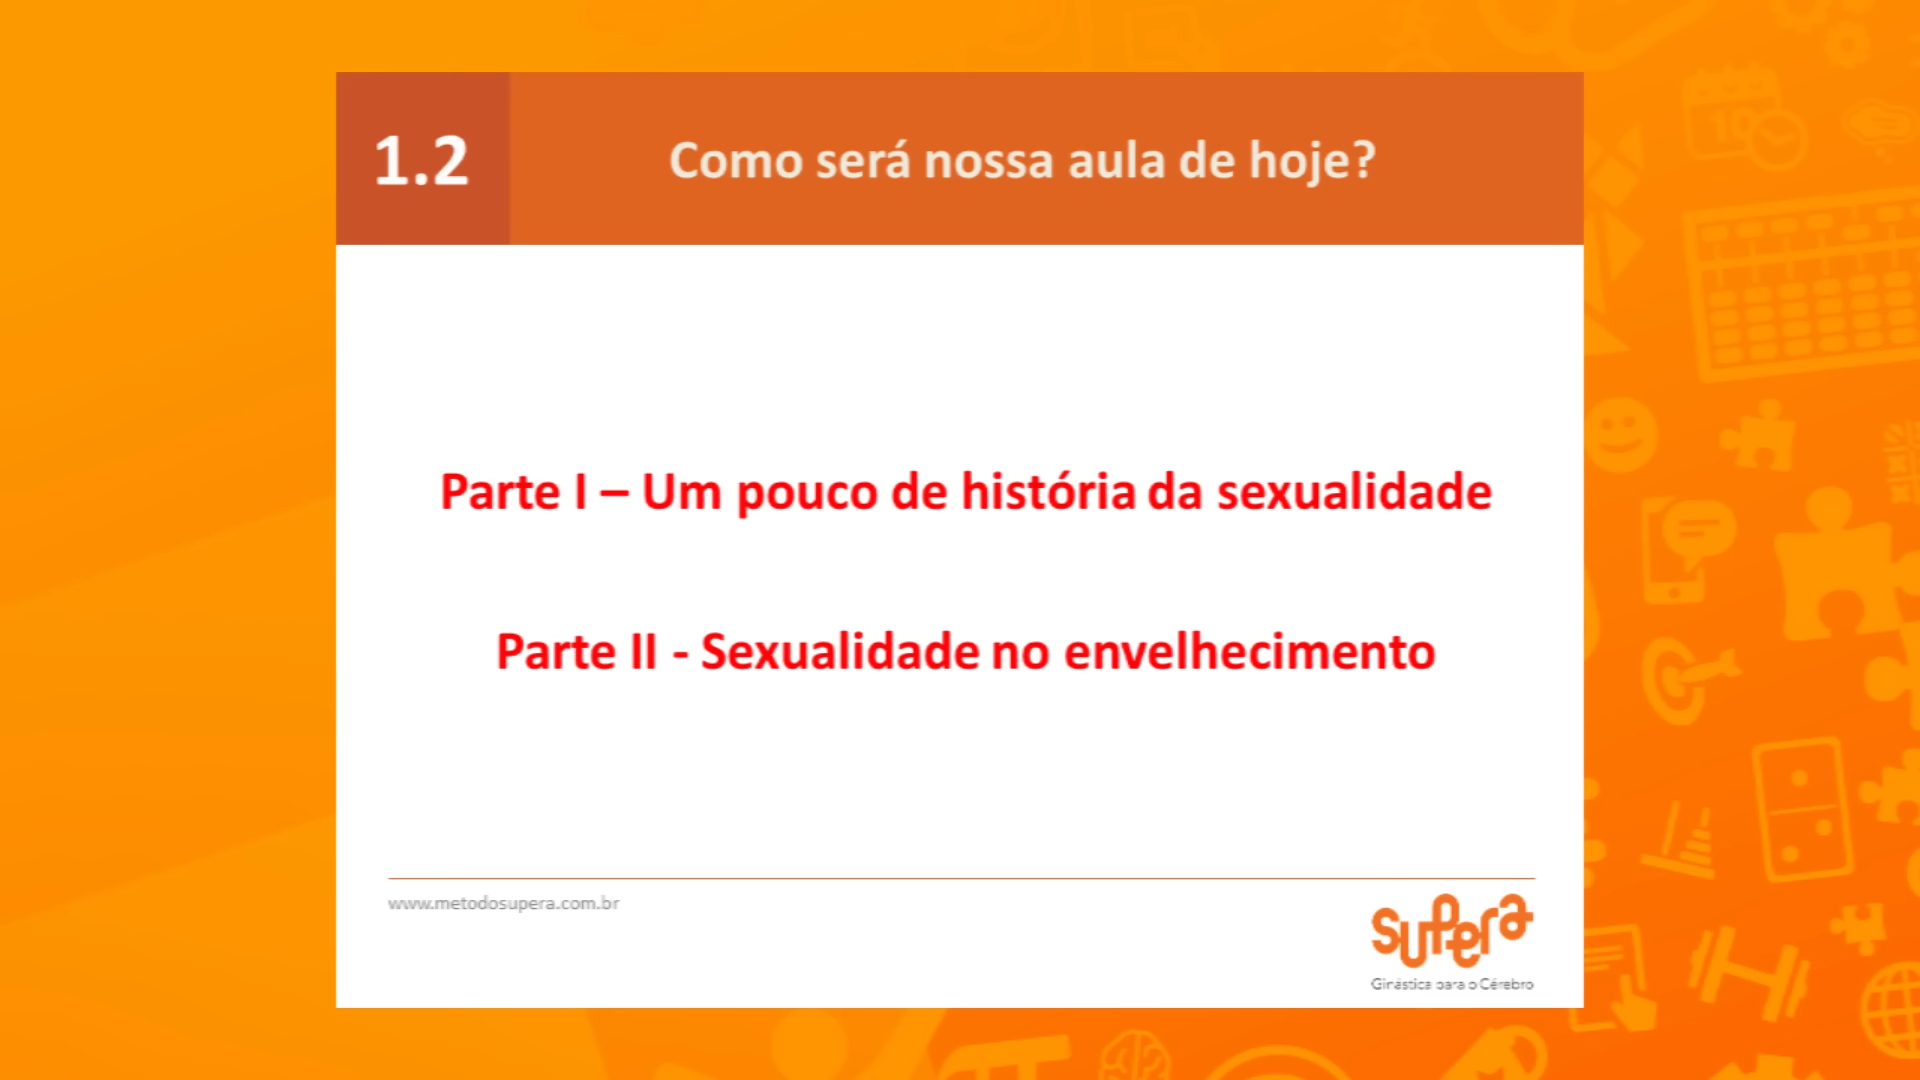 1.2
Como será nossa aula de hoje?
Parte I – Um pouco de história da sexualidade
Parte II - Sexualidade no envelhecimento
www.metodosupera.com.br
supera
Ginástica para o Cérebro
10